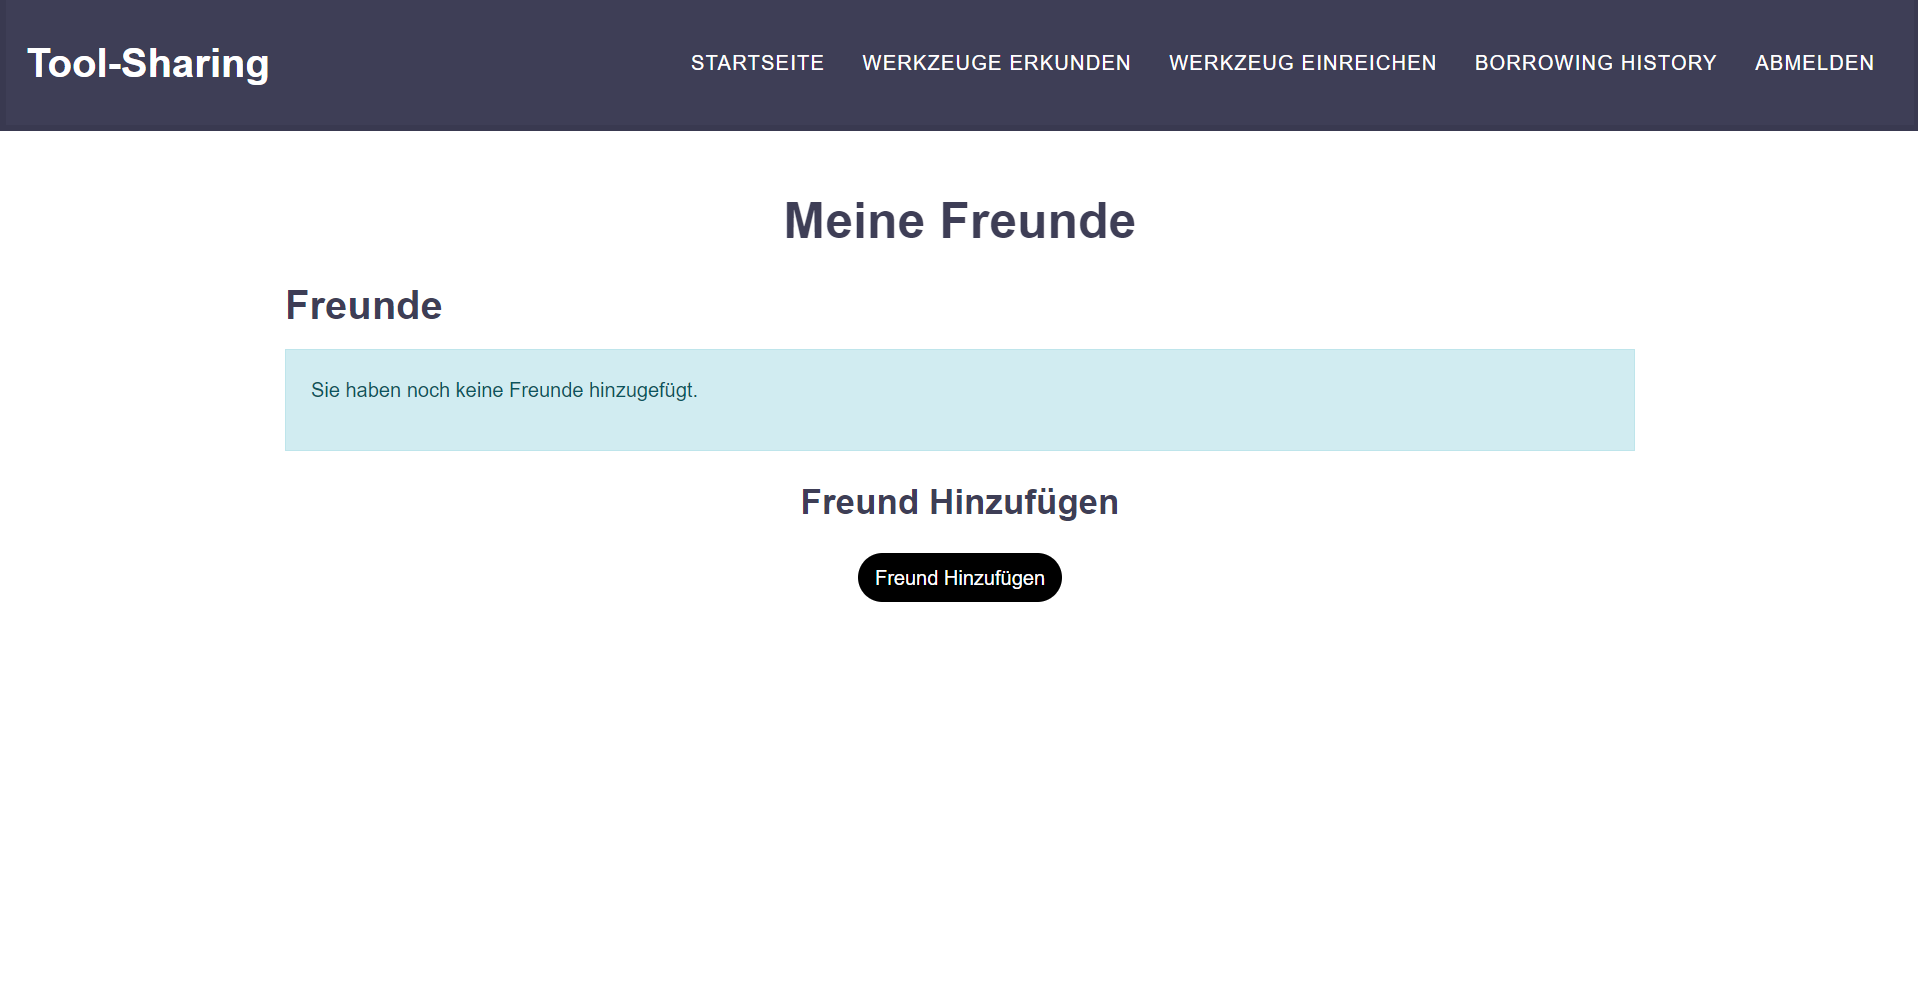 Tool-Sharing
STARTSEITE WERKZEUGE ERKUNDEN WERKZEUG EINREICHEN BORROWING HISTORY ABMELDEN
Meine Freunde
Freunde
Sie haben noch keine Freunde hinzugefügt.
Freund Hinzufügen
Freund Hinzufügen